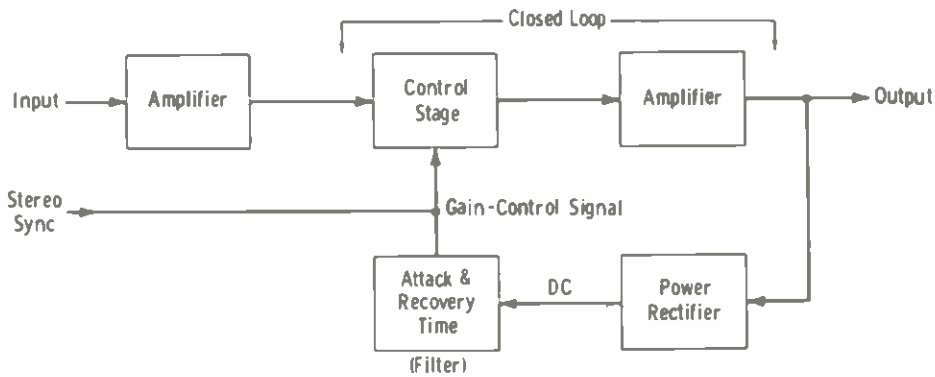 Closed Loop
Input
Amplifier
Control
Stage
Amplifier
Output
Stereo
Sync
Gain-Control Signal
Attack &
Recovery
Time
DC
Power
Rectifier
(Filter)